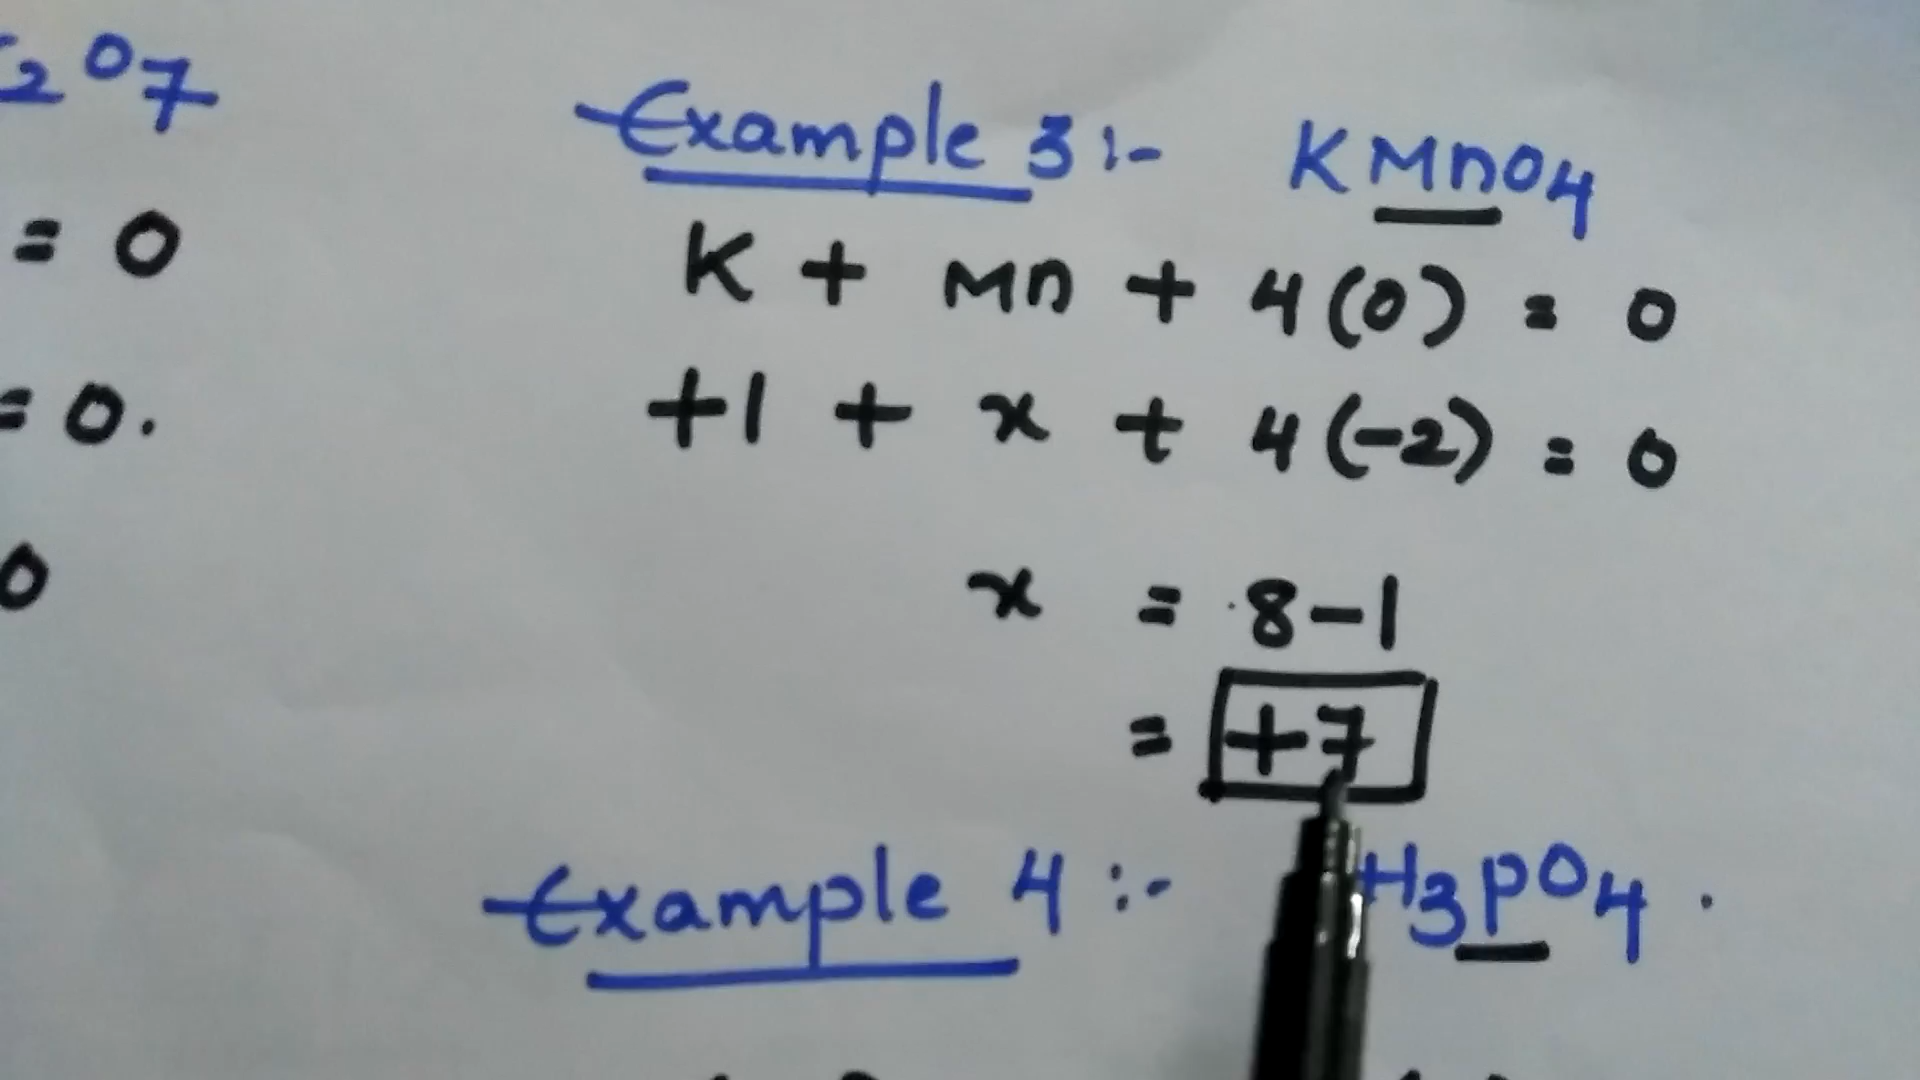 2O7
= 0
= 0.
0
Example 3:- KMnO4
K + Mn + 4(O) = 0
+1 + x + 4(-2) = 0
x = 8-1
= +7
Example 4:- H3PO4.